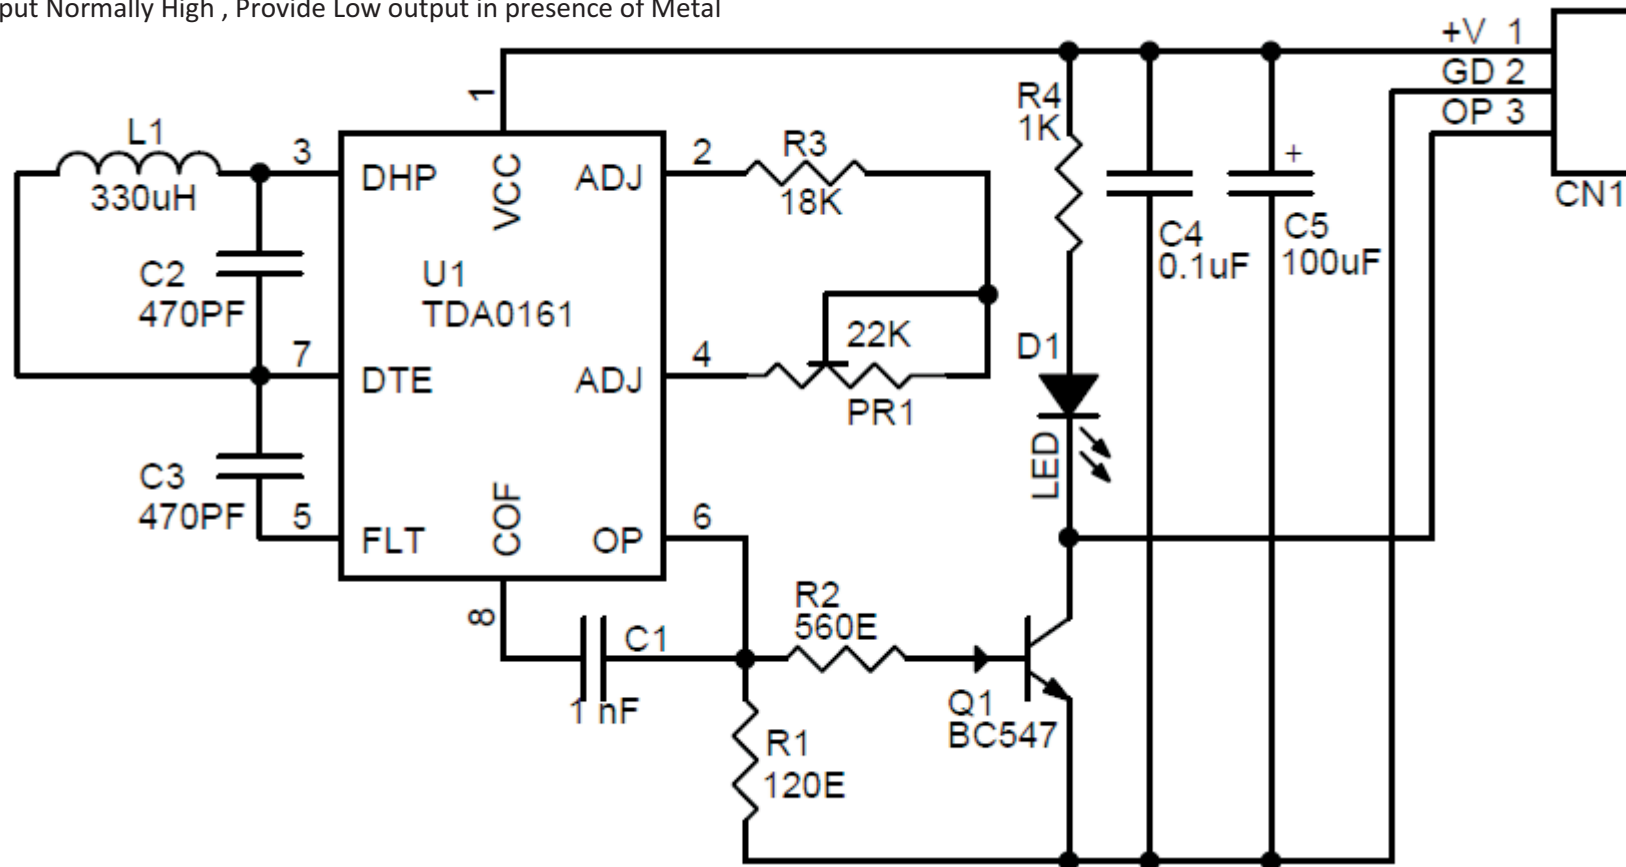 put Normally High , Provide Low output in presence of Metal
+V 1
GD 2
OP 3
CN1
1
L1
330uH
3
DHP
VCC
ADJ
2
R3
18K
R4
1K
+
C4
0.1uF
C5
100uF
C2
470PF
U1
TDA0161
7
DTE
ADJ
4
22K
PR1
D1
LED
C3
470PF
5
FLT
COF
OP
6
8
C1
1 nF
R2
560E
Q1
BC547
R1
120E